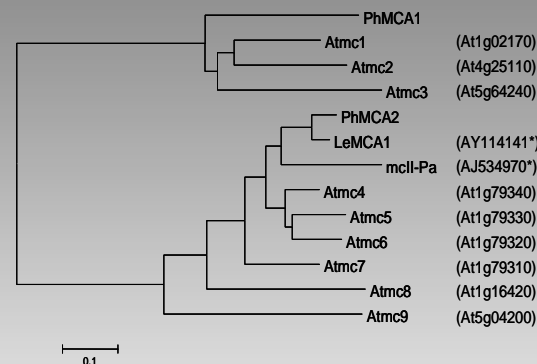 PhMCA1
Atmc1 (At1g02170)
Atmc2 (At4g25110)
Atmc3 (At5g64240)
PhMCA2
LeMCA1 (AY114141*)
mcII-Pa (AJ534970*)
Atmc4 (At1g79340)
Atmc5 (At1g79330)
Atmc6 (At1g79320)
Atmc7 (At1g79310)
Atmc8 (At1g16420)
Atmc9 (At5g04200)
0.1